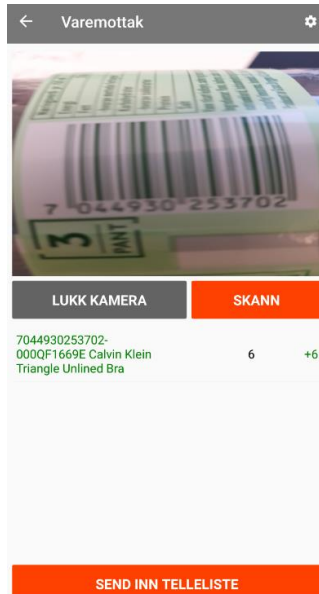 Varemottak
7 044930 253702
3
PANT
LUKK KAMERA
SKANN
7044930253702-
000QF1669E Calvin Klein
Triangle Unlined Bra
6
+6
SEND INN TELLELISTE